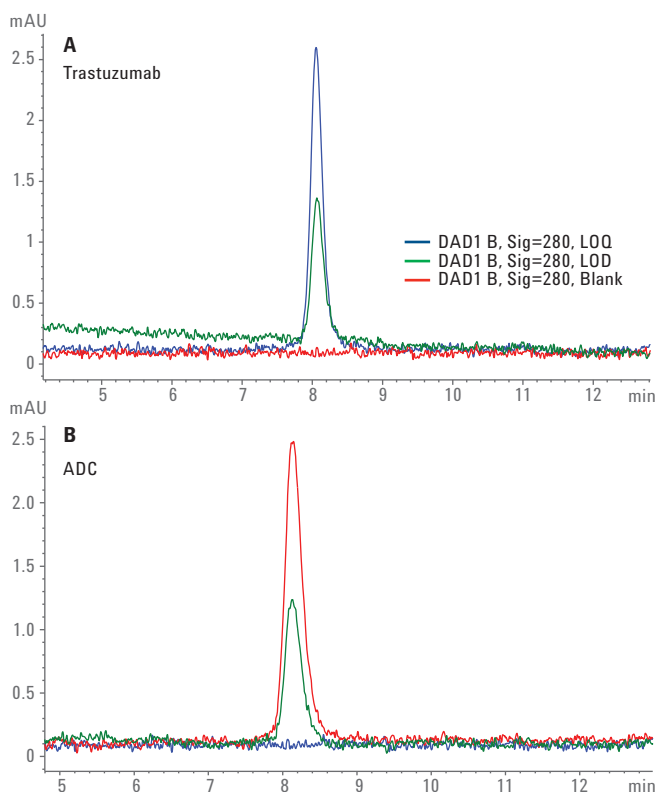 mAU
A
Trastuzumab
2.5
2
1.5
1
0.5
0
DAD1 B, Sig=280, LOQ
DAD1 B, Sig=280, LOD
DAD1 B, Sig=280, Blank
5 6 7 8 9 10 11 12 min
mAU
B
ADC
2.5
2.0
1.5
1.0
0.5
0
5 6 7 8 9 10 11 12 min